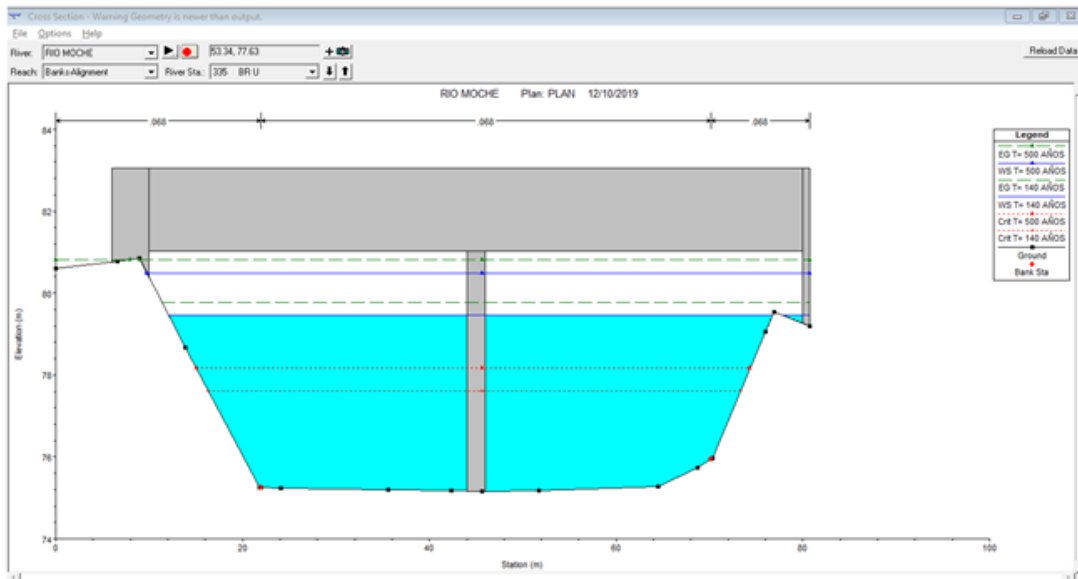 Cross Section - Warning Geometry is newer than output.
File Options Help
River: RIO MOCHE 53.34, 77.63 Reload Data
Reach: Banks-Alignment River Sta.: 335 BR U
RIO MOCHE Plan: PLAN 12/10/2019
.068 .068 .068
84
82
80
78
76
74
Elevation (m)
0 20 40 60 80 100
Station (m)
Legend
EG T= 500 AÑOS
WS T= 500 AÑOS
EG T= 140 AÑOS
WS T= 140 AÑOS
Crit T= 500 AÑOS
Crit T= 140 AÑOS
Ground
Bank Sta